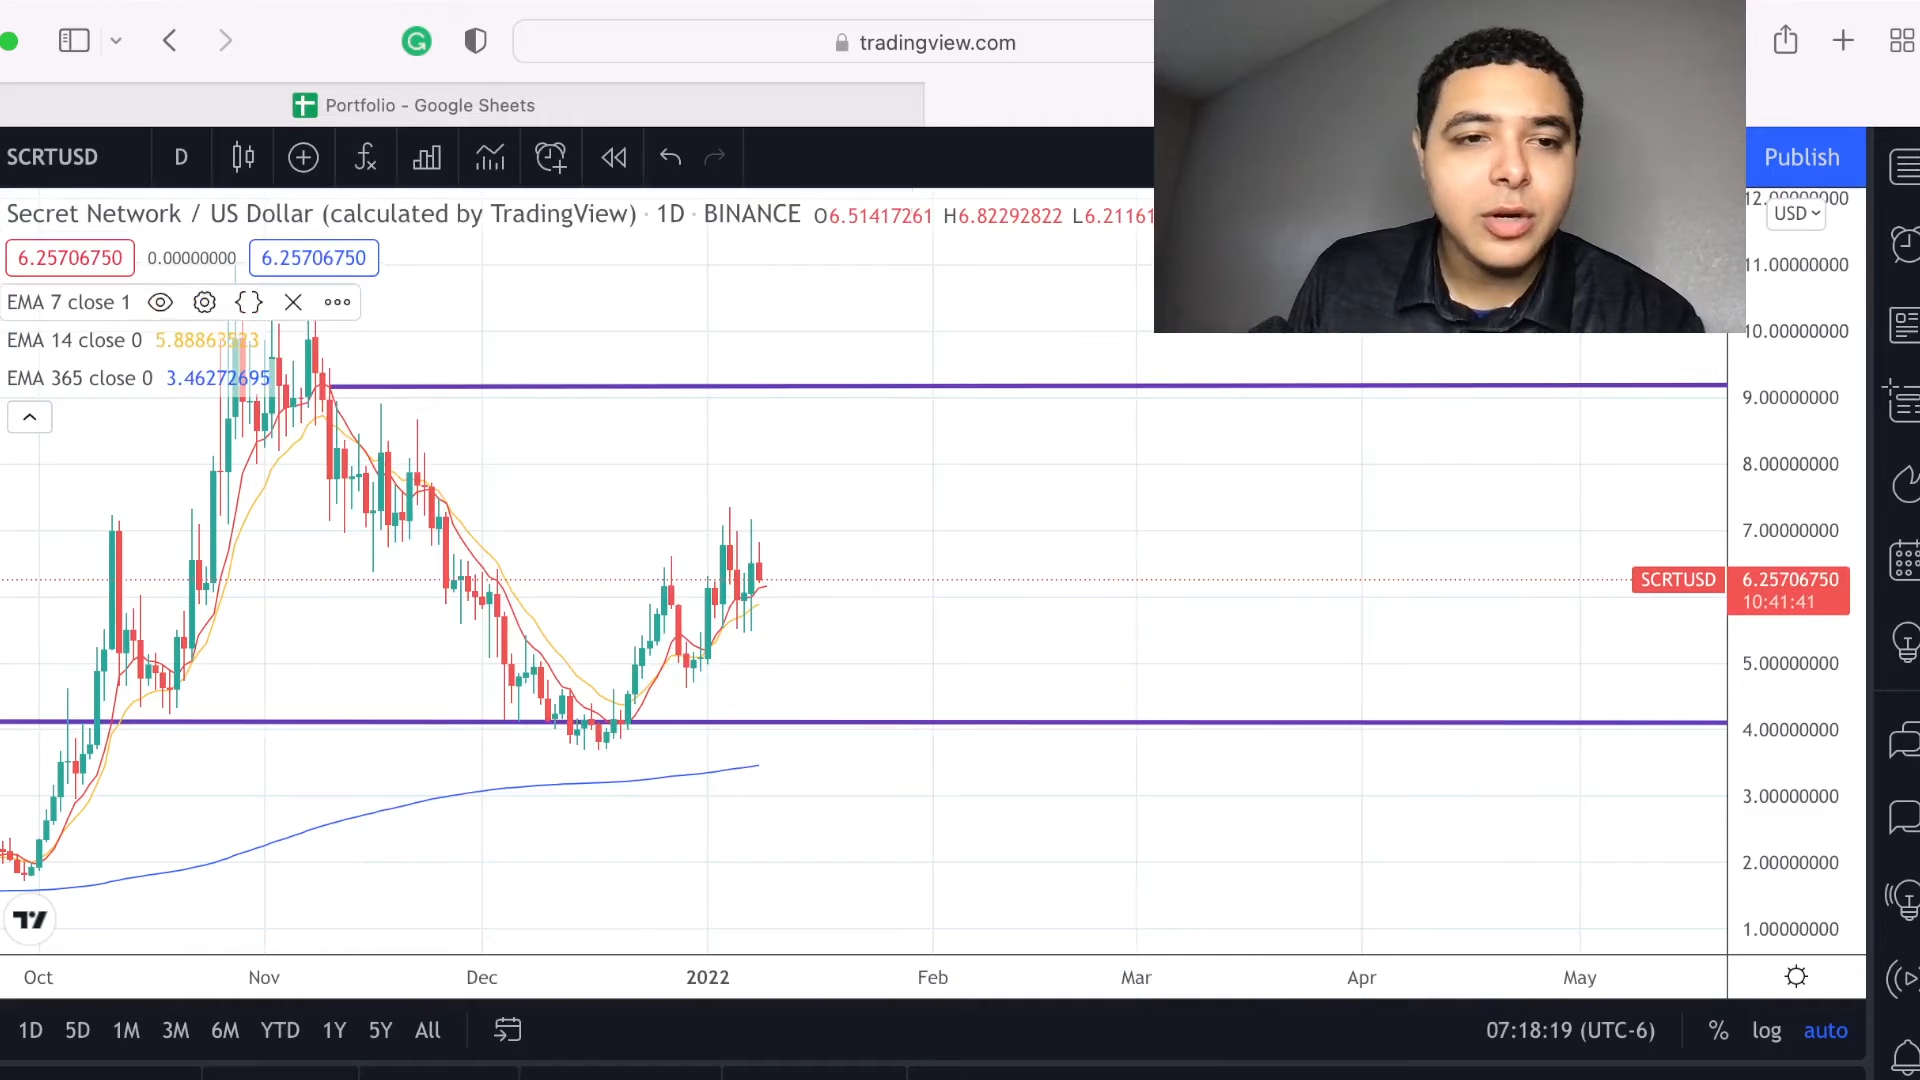 tradingview.com
Portfolio - Google Sheets
SCRTUSD D
Publish
Secret Network / US Dollar (calculated by TradingView) · 1D · BINANCE O6.51417261 H6.82292822 L6.21161
USD
6.25706750 0.00000000 6.25706750
11.00000000
EMA 7 close 1
10.00000000
EMA 14 close 0
EMA 365 close 0 3.46272695
9.00000000
8.00000000
7.00000000
SCRTUSD 6.25706750
10:41:41
5.00000000
4.00000000
3.00000000
2.00000000
1.00000000
Oct Nov Dec 2022 Feb Mar Apr May
1D 5D 1M 3M 6M YTD 1Y 5Y All
07:18:19 (UTC-6) % log auto